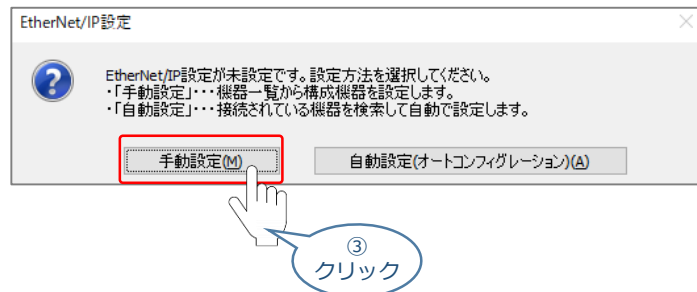 EtherNet/IP設定
EtherNet/IP設定が未設定です。設定方法を選択してください。
・「手動設定」・・・機器一覧から構成機器を設定します。
・「自動設定」・・・接続されている機器を検索して自動で設定します。
手動設定(M)
自動設定(オートコンフィグレーション)(A)
③
クリック